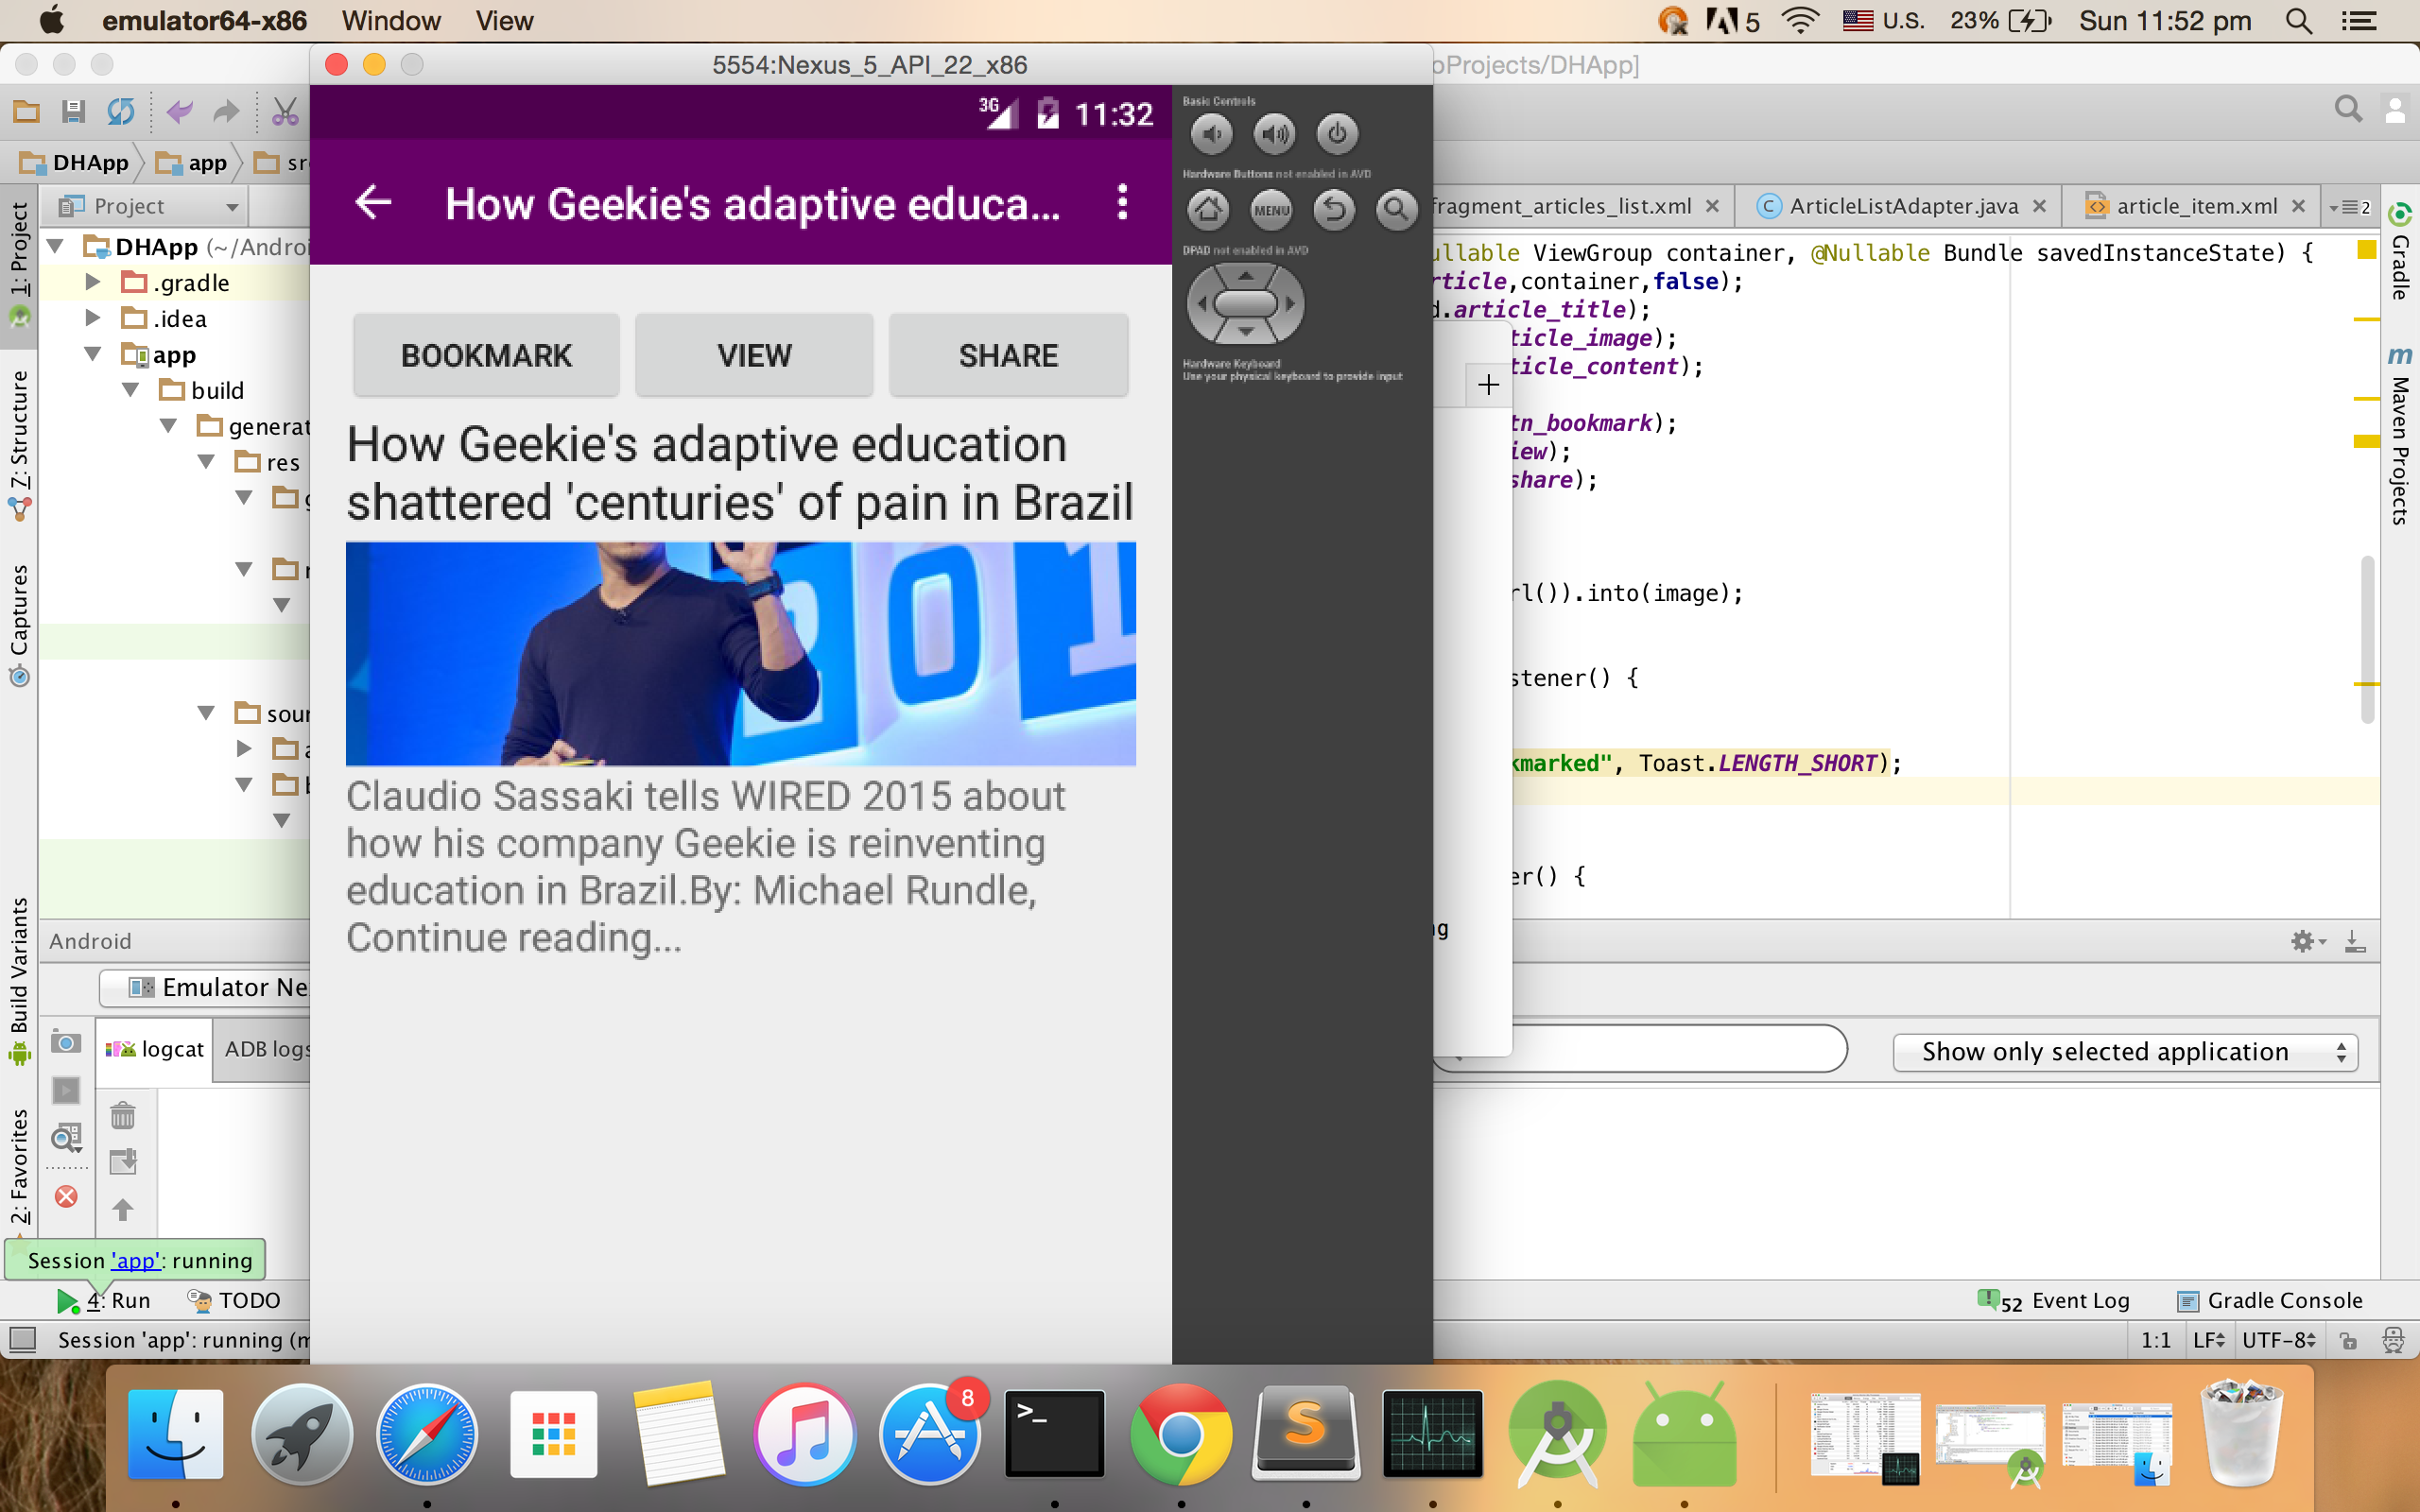 emulator64-x86 Window View
5 U.S. 23% Sun 11:52 pm
5554:Nexus_5_API_22_x86
oProjects/DHApp]
DHApp app
1: Project
Z: Structure
Captures
Build Variants
2: Favorites
Project
DHApp
.gradle
.idea
app
build
res
3G 11:32
How Geekie's adaptive educa...
BOOKMARK VIEW SHARE
How Geekie's adaptive education
shattered 'centuries' of pain in Brazil
Claudio Sassaki tells WIRED 2015 about
how his company Geekie is reinventing
education in Brazil.By: Michael Rundle,
Continue reading...
Basic Controls
Hardware Buttons not enabled in AVD
MENU
DPAD not enabled in AVD
Hardware Keyboard
Use your physical keyboard to provide input
fragment_articles_list.xml ArticleListAdapter.java article_item.xml 2
ullable ViewGroup container, @Nullable Bundle savedInstanceState) {
rticle,container,false);
d.article_title);
ticle_image);
ticle_content);
tn_bookmark);
iew);
share);
rl()).into(image);
stener() {
kmarked", Toast.LENGTH_SHORT);
er() {
ng
Gradle
m Maven Projects
Android
Emulator Ne
logcat ADB logs
Show only selected application
Session 'app': running
4: Run TODO
52 Event Log Gradle Console
Session 'app': running (m
1:1 LF UTF-8
8
>_
S